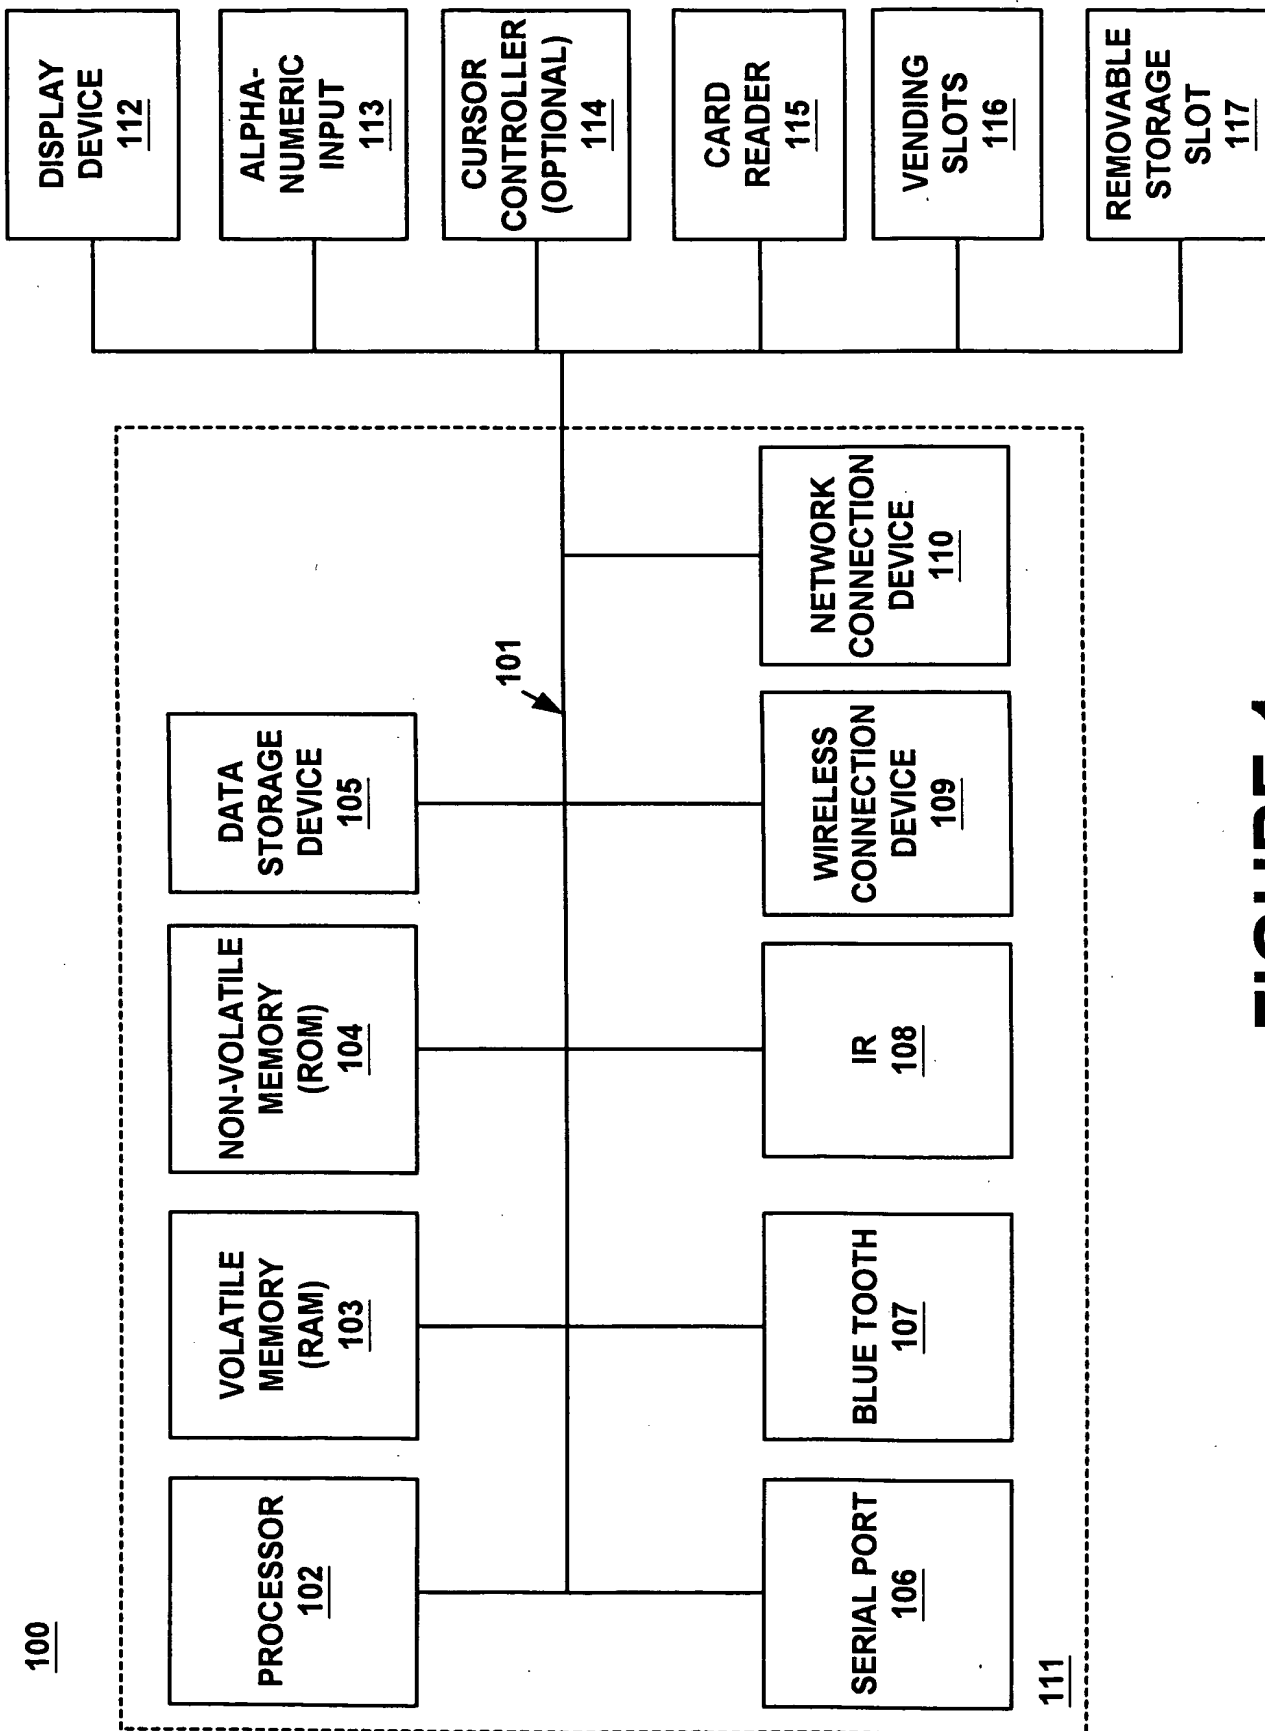 100
PROCESSOR
102
VOLATILE
MEMORY
(RAM)
103
NON-VOLATILE
MEMORY
(ROM)
104
DATA
STORAGE
DEVICE
105
101
SERIAL PORT
106
BLUE TOOTH
107
IR
108
WIRELESS
CONNECTION
DEVICE
109
NETWORK
CONNECTION
DEVICE
110
111
DISPLAY
DEVICE
112
ALPHA-
NUMERIC
INPUT
113
CURSOR
CONTROLLER
(OPTIONAL)
114
CARD
READER
115
VENDING
SLOTS
116
REMOVABLE
STORAGE
SLOT
117
FIGURE 1